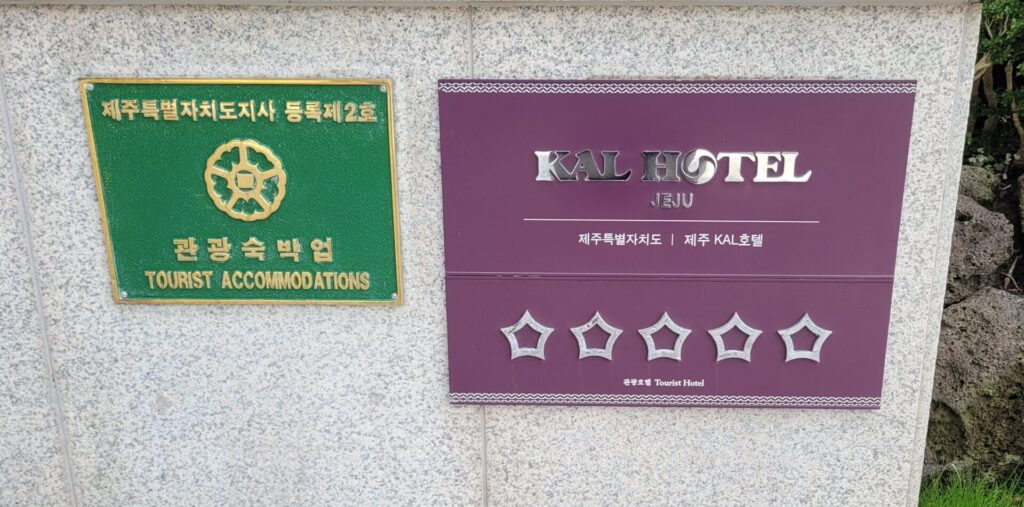 제주특별자치도지사 등록제2호
관광숙박업
TOURIST ACCOMMODATIONS
KAL HOTEL
JEJU
제주특별자치도 | 제주 KAL호텔
관광호텔 Tourist Hotel